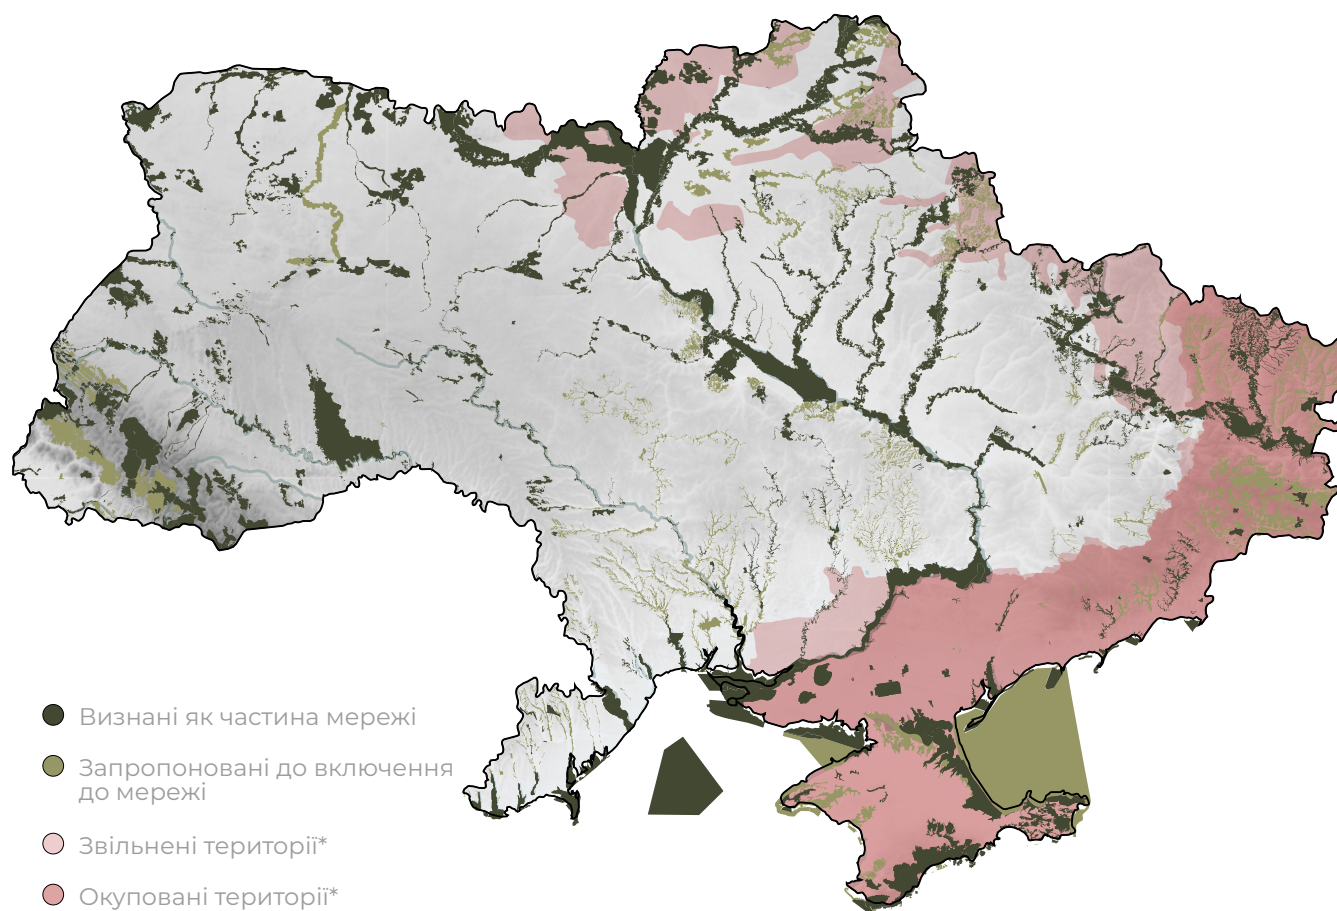 Визнані як частина мережі
Запропоновані до включення
до мережі
Звільнені території*
Окуповані території*